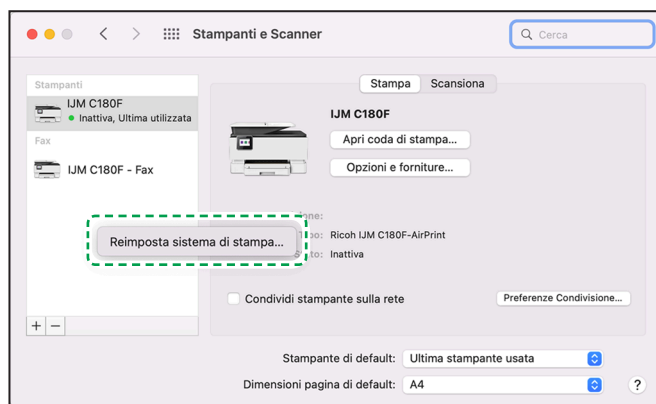 Stampanti e Scanner
Cerca
Stampanti
IJM C180F
Inattiva, Ultima utilizzata
Fax
IJM C180F - Fax
Stampa Scansiona
IJM C180F
Apri coda di stampa...
Opzioni e forniture...
Reimposta sistema di stampa...
Ricoh IJM C180F-AirPrint
Inattiva
Condividi stampante sulla rete
Preferenze Condivisione...
+ −
Stampante di default: Ultima stampante usata
Dimensioni pagina di default: A4
?